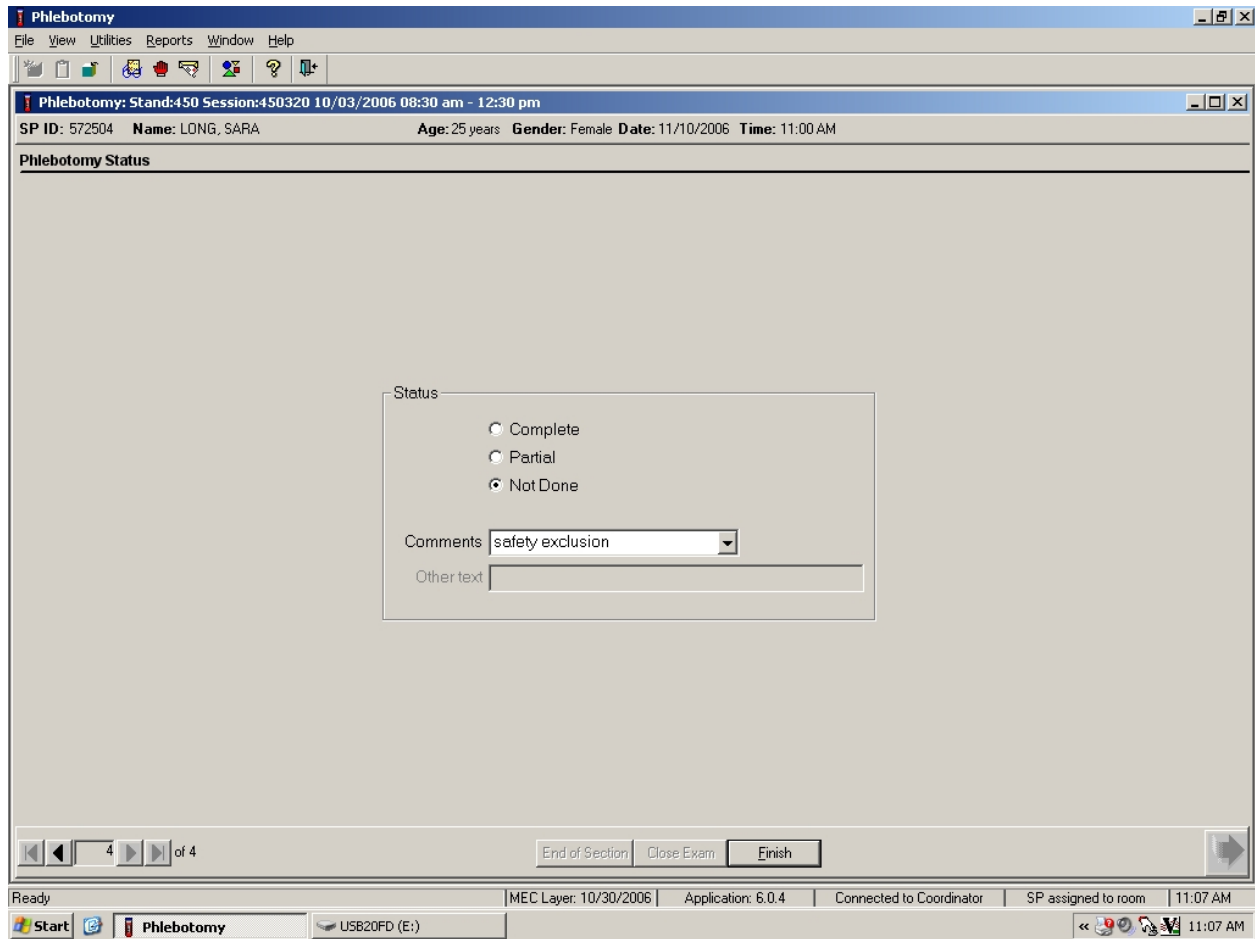 Phlebotomy
File View Utilities Reports Window Help
Phlebotomy: Stand:450 Session:450320 10/03/2006 08:30 am - 12:30 pm
SP ID: 572504 Name: LONG, SARA Age: 25 years Gender: Female Date: 11/10/2006 Time: 11:00 AM
Phlebotomy Status
Status
Complete
Partial
Not Done
Comments safety exclusion
Other text
4 of 4 End of Section Close Exam Finish
Ready MEC Layer: 10/30/2006 Application: 6.0.4 Connected to Coordinator SP assigned to room 11:07 AM
Start Phlebotomy USB20FD (E:) « 11:07 AM